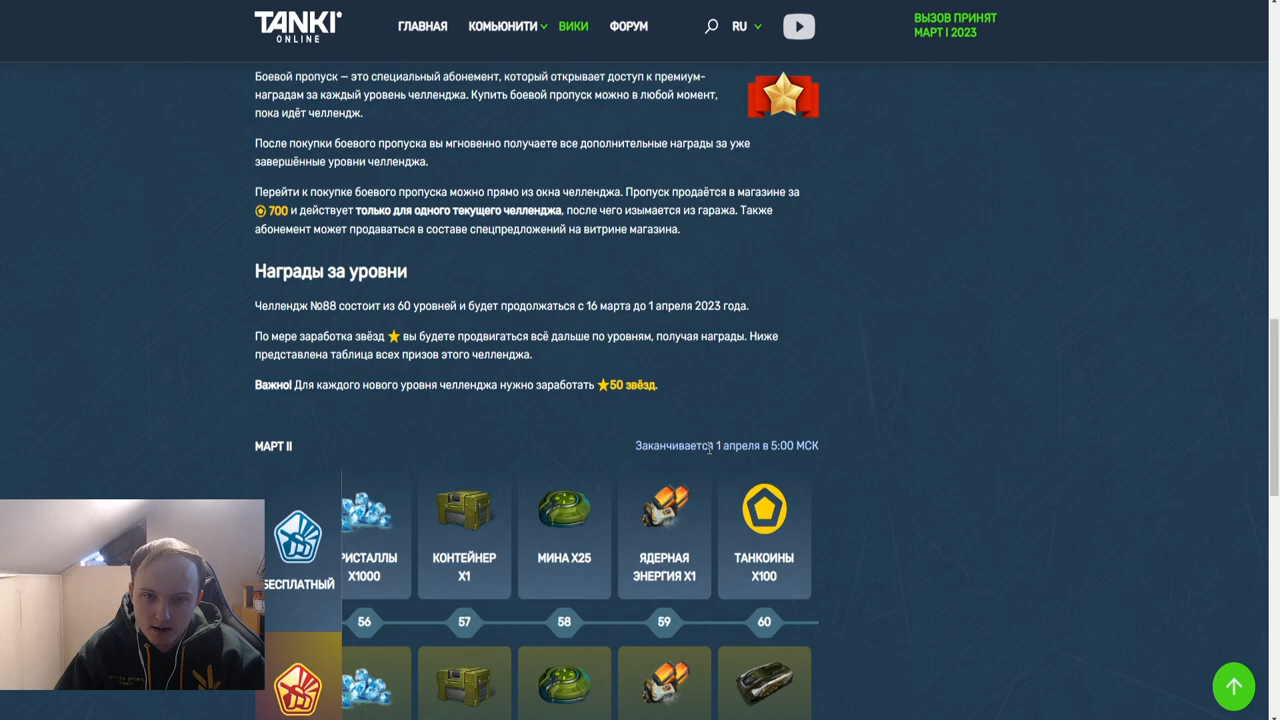 TANKI
ONLINE
ГЛАВНАЯ КОМЬЮНИТИ ВИКИ ФОРУМ RU
ВЫЗОВ ПРИНЯТ
МАРТ I 2023
Боевой пропуск — это специальный абонемент, который открывает доступ к премиум-
наградам за каждый уровень челленджа. Купить боевой пропуск можно в любой момент,
пока идёт челлендж.
После покупки боевого пропуска вы мгновенно получаете все дополнительные награды за уже
завершённые уровни челленджа.
Перейти к покупке боевого пропуска можно прямо из окна челленджа. Пропуск продаётся в магазине за
700 и действует только для одного текущего челленджа, после чего изымается из гаража. Также
абонемент может продаваться в составе спецпредложений на витрине магазина.
Награды за уровни
Челлендж №88 состоит из 60 уровней и будет продолжаться с 16 марта до 1 апреля 2023 года.
По мере заработка звёзд вы будете продвигаться всё дальше по уровням, получая награды. Ниже
представлена таблица всех призов этого челленджа.
Важно! Для каждого нового уровня челленджа нужно заработать 50 звёзд.
МАРТ II Заканчивается 1 апреля в 5:00 МСК
БЕСПЛАТНЫЙ
РИСТАЛЛЫ
X1000
КОНТЕЙНЕР
X1
МИНА X25
ЯДЕРНАЯ
ЭНЕРГИЯ X1
ТАНКОИНЫ
X100
56 57 58 59 60